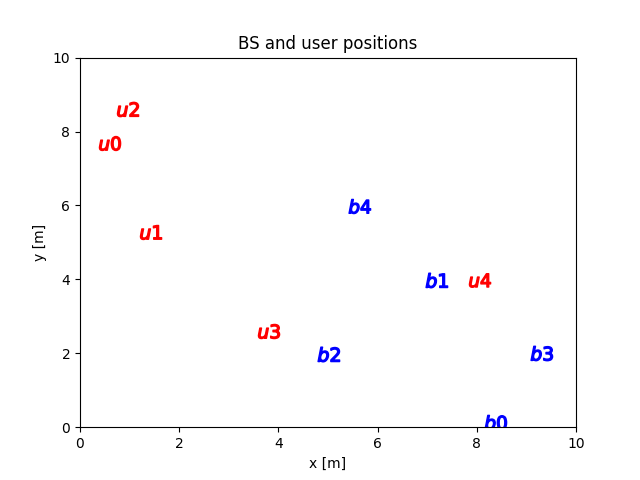 BS and user positions
10
u2
8
u0
6
b4
u1
y [m]
4
b1 u4
u3
2
b2 b3
b0
0
0 2 4 6 8 10
x [m]